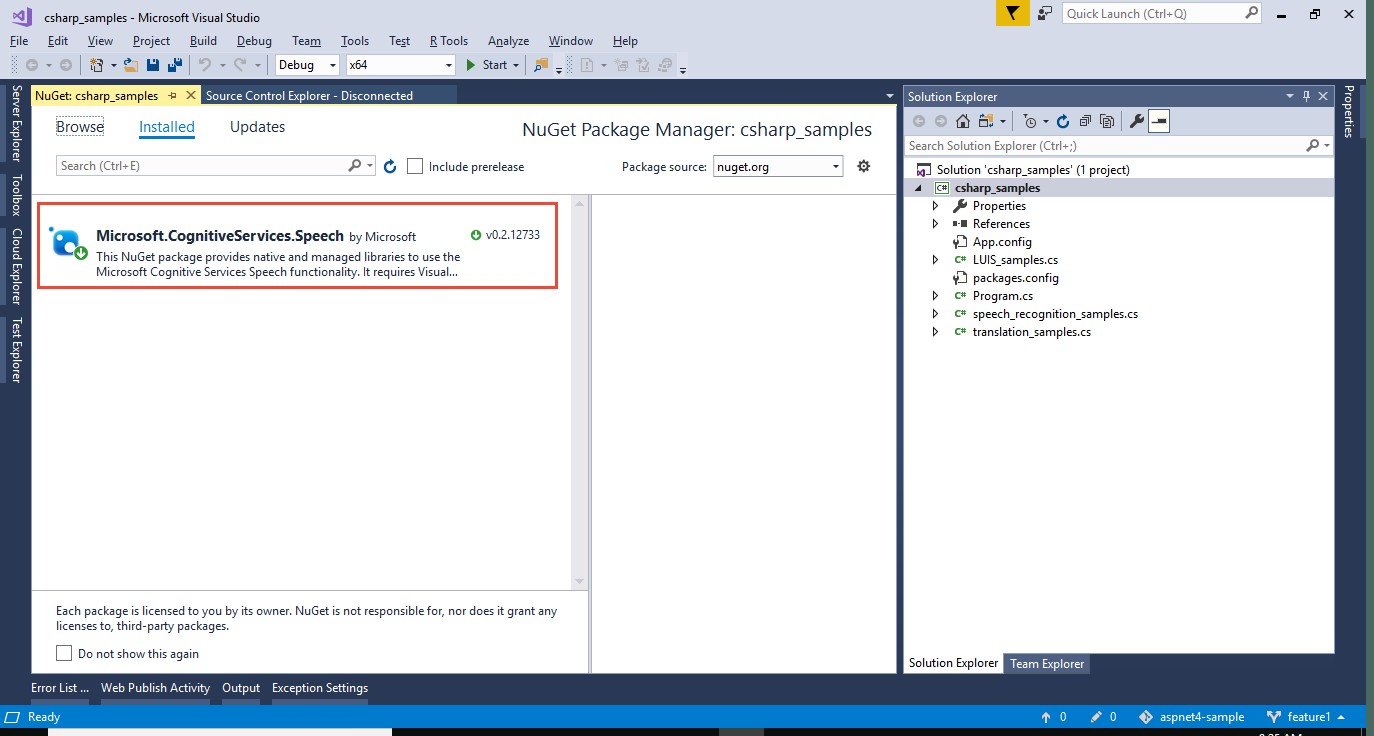 csharp_samples - Microsoft Visual Studio
Quick Launch (Ctrl+Q)
File Edit View Project Build Debug Team Tools Test R Tools Analyze Window Help
Debug x64 Start
Server Explorer
Toolbox
Cloud Explorer
Test Explorer
NuGet: csharp_samples
Source Control Explorer - Disconnected
Browse Installed Updates
NuGet Package Manager: csharp_samples
Search (Ctrl+E)
Include prerelease
Package source: nuget.org
Microsoft.CognitiveServices.Speech by Microsoft
v0.2.12733
This NuGet package provides native and managed libraries to use the
Microsoft Cognitive Services Speech functionality. It requires Visual...
Each package is licensed to you by its owner. NuGet is not responsible for, nor does it grant any
licenses to, third-party packages.
Do not show this again
Solution Explorer
Search Solution Explorer (Ctrl+;)
Solution 'csharp_samples' (1 project)
C# csharp_samples
Properties
References
App.config
C# LUIS_samples.cs
packages.config
C# Program.cs
C# speech_recognition_samples.cs
C# translation_samples.cs
Solution Explorer Team Explorer
Properties
Error List ... Web Publish Activity Output Exception Settings
Ready
0 0 aspnet4-sample feature1